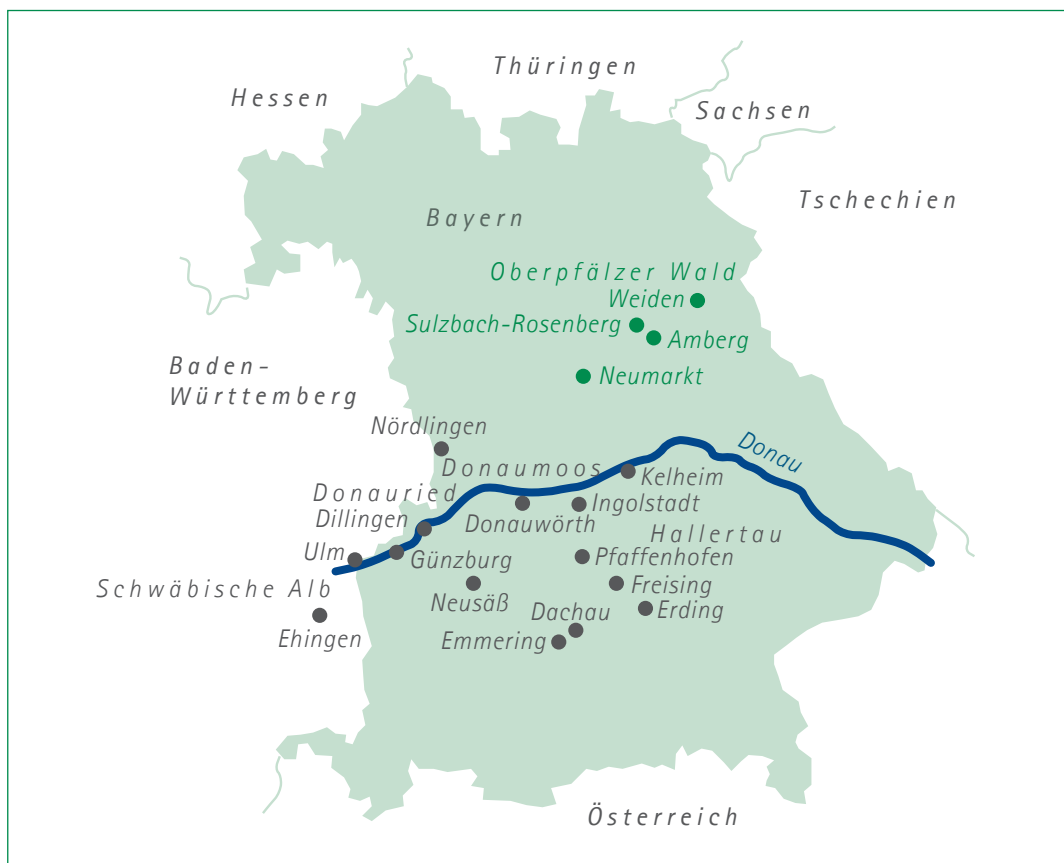 Thüringen
Hessen
Sachsen
Tschechien
Bayern
Oberpfälzer Wald
Weiden
Sulzbach-Rosenberg
Amberg
Baden-
Württemberg
Neumarkt
Nördlingen
Donau
Donaumoos
Kelheim
Donauried
Ingolstadt
Dillingen
Donauwörth
Hallertau
Ulm
Günzburg
Pfaffenhofen
Schwäbische Alb
Neusäß
Freising
Dachau
Erding
Ehingen
Emmering
Österreich